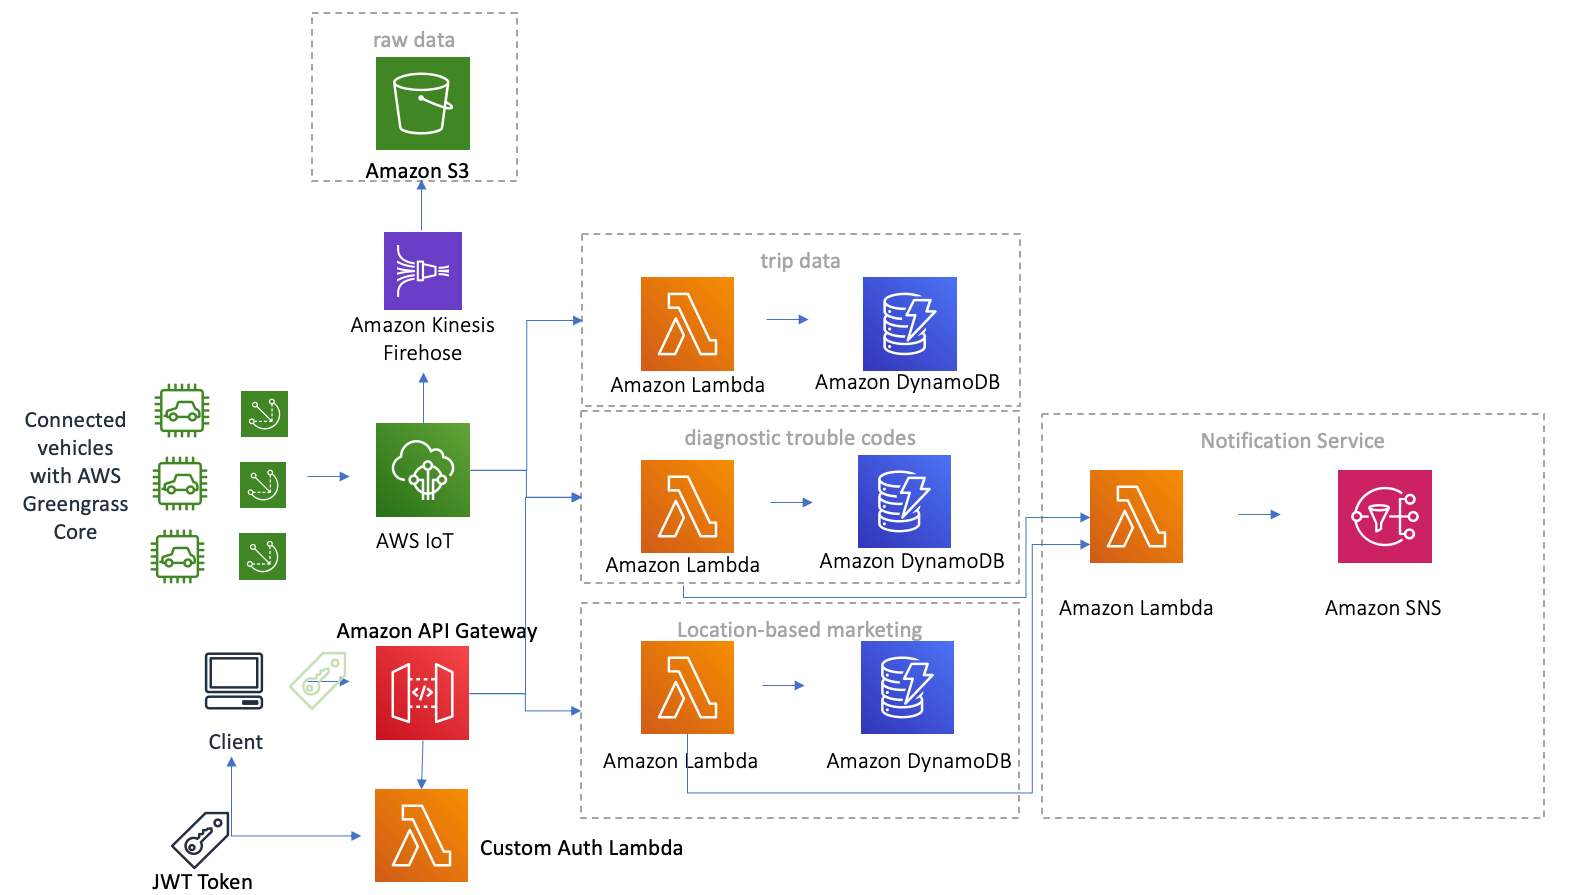 raw data
Amazon S3
Amazon Kinesis
Firehose
trip data
Amazon Lambda
Amazon DynamoDB
Connected
vehicles
with AWS
Greengrass
Core
AWS IoT
diagnostic trouble codes
Amazon Lambda
Amazon DynamoDB
Notification Service
Amazon Lambda
Amazon SNS
Amazon API Gateway
</>
Client
Location-based marketing
Amazon Lambda
Amazon DynamoDB
JWT Token
Custom Auth Lambda